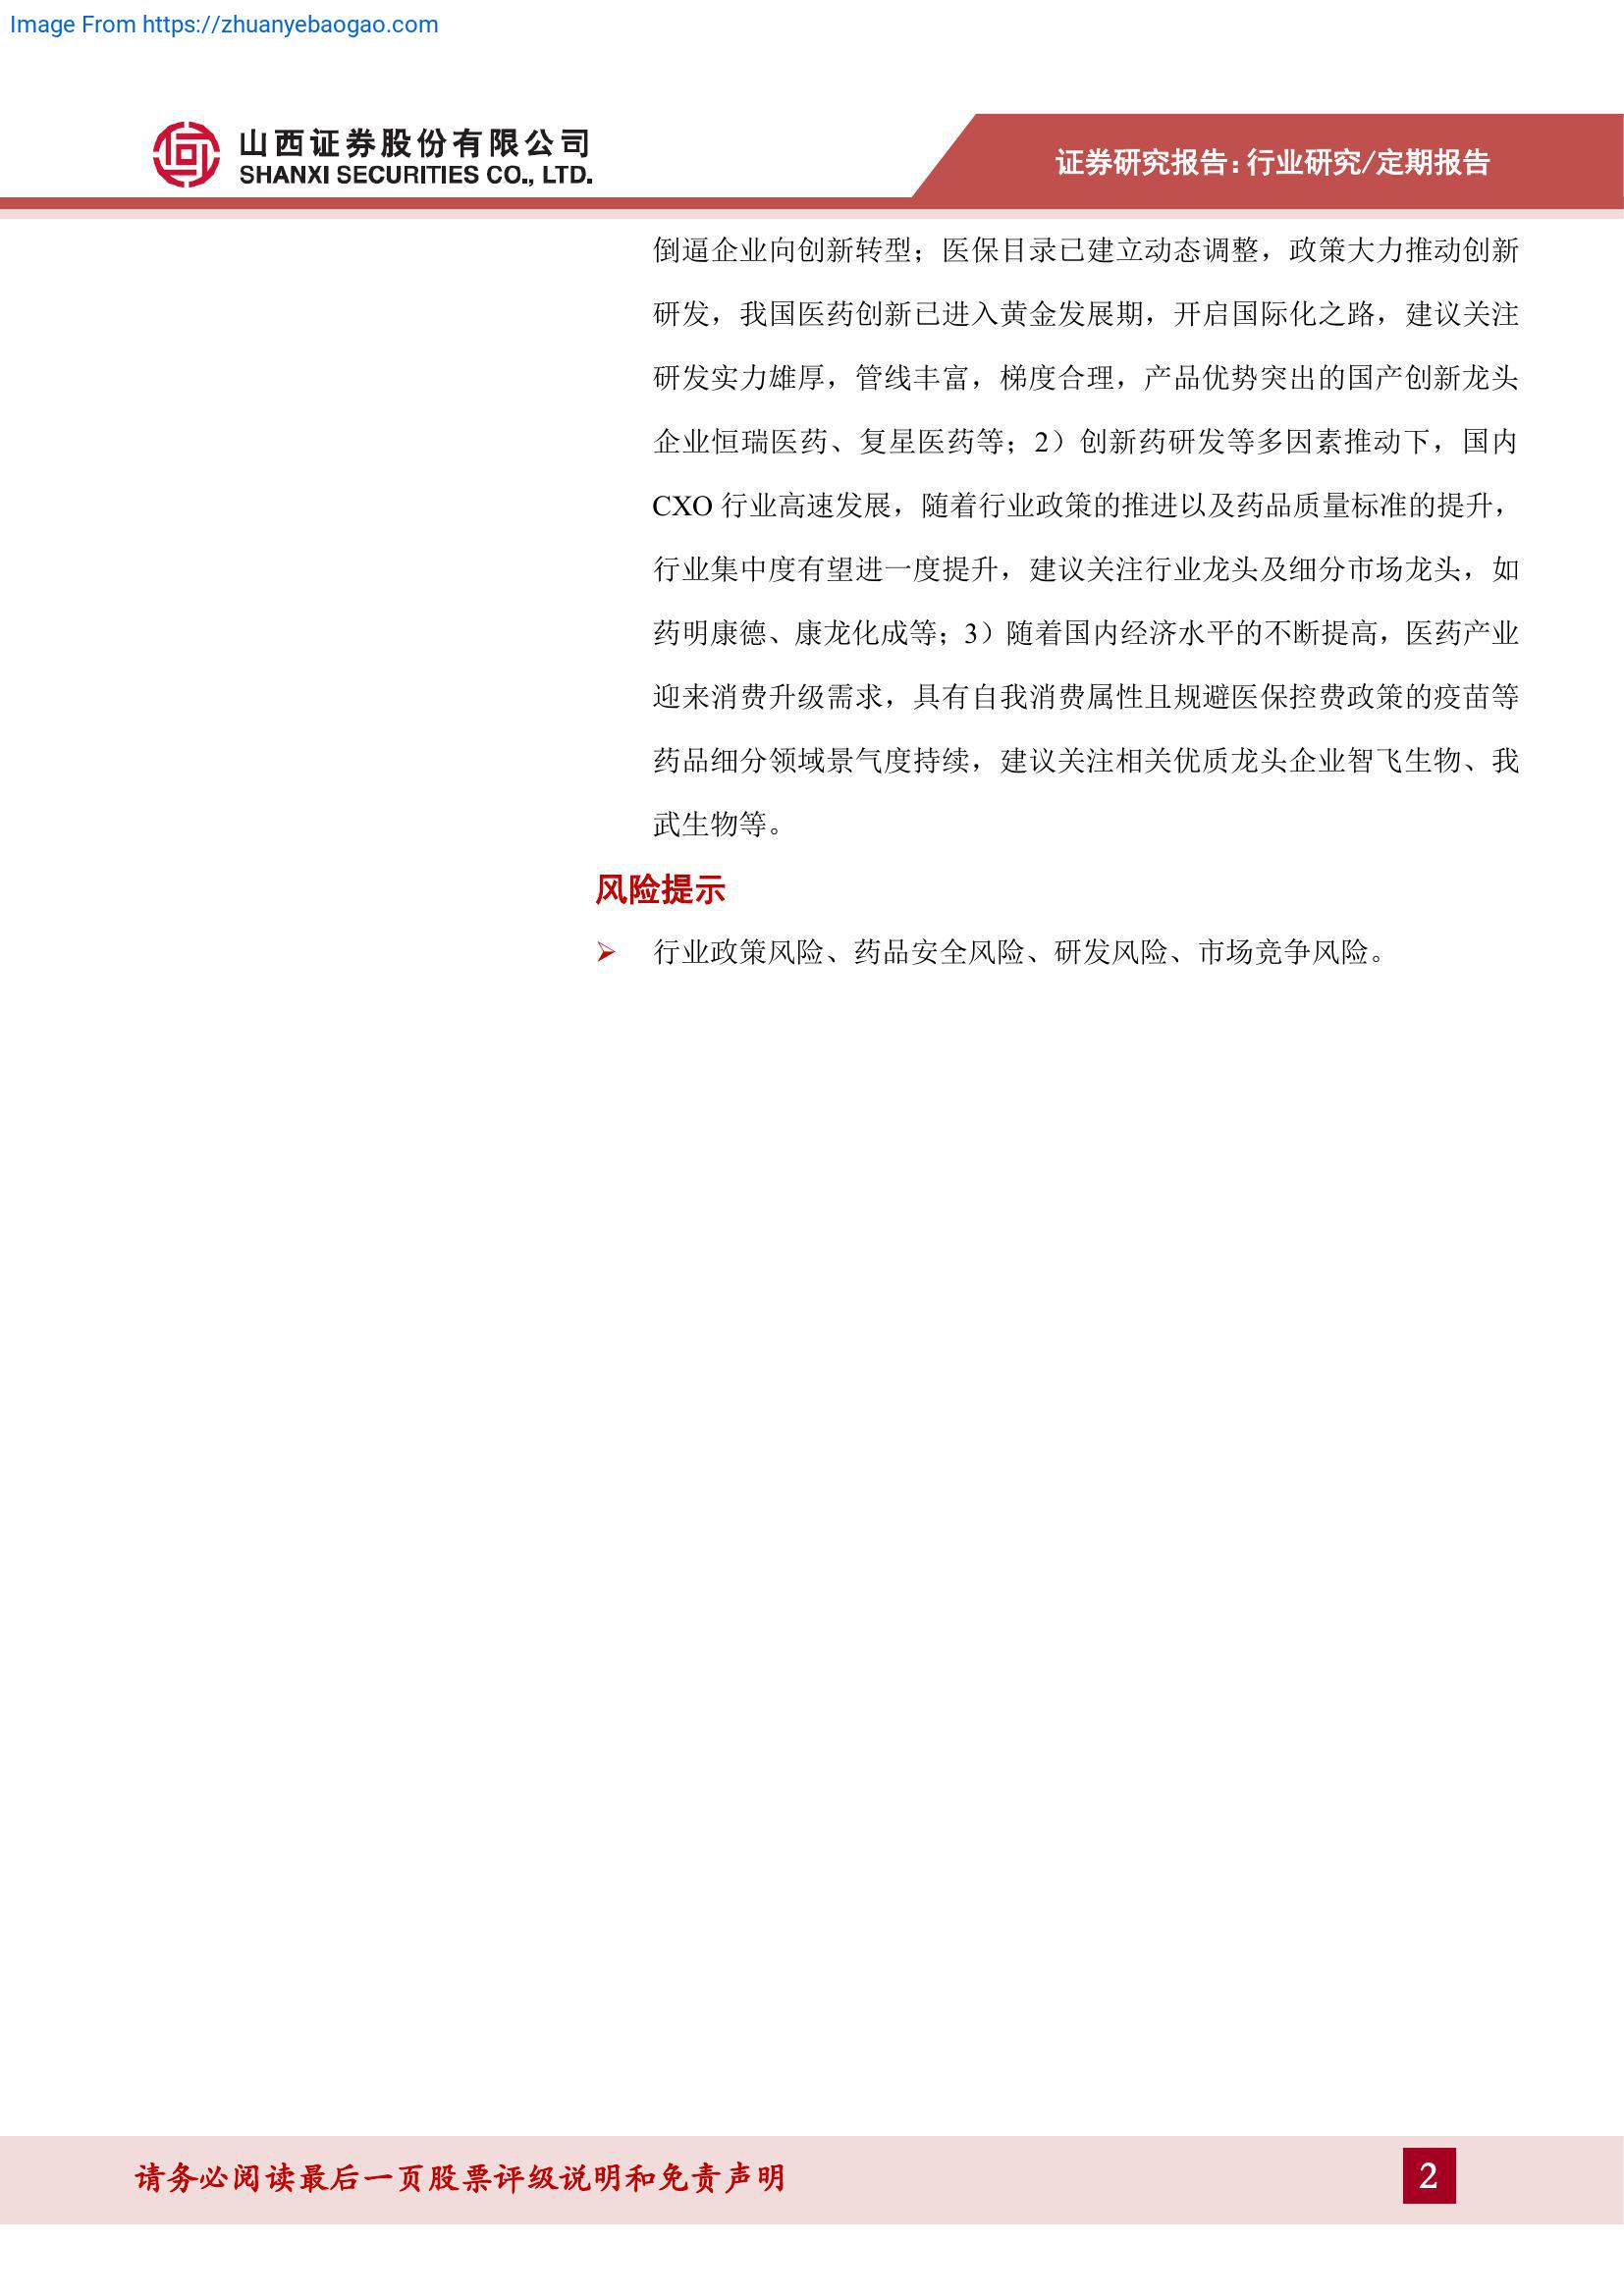 Image From https://zhuanyebaogao.com
山西证券股份有限公司
SHANXI SECURITIES CO., LTD.
证券研究报告：行业研究/定期报告
倒逼企业向创新转型；医保目录已建立动态调整，政策大力推动创新
研发，我国医药创新已进入黄金发展期，开启国际化之路，建议关注
研发实力雄厚，管线丰富，梯度合理，产品优势突出的国产创新龙头
企业恒瑞医药、复星医药等；2）创新药研发等多因素推动下，国内
CXO 行业高速发展，随着行业政策的推进以及药品质量标准的提升，
行业集中度有望进一度提升，建议关注行业龙头及细分市场龙头，如
药明康德、康龙化成等；3）随着国内经济水平的不断提高，医药产业
迎来消费升级需求，具有自我消费属性且规避医保控费政策的疫苗等
药品细分领域景气度持续，建议关注相关优质龙头企业智飞生物、我
武生物等。
风险提示
➢ 行业政策风险、药品安全风险、研发风险、市场竞争风险。
请务必阅读最后一页股票评级说明和免责声明
2